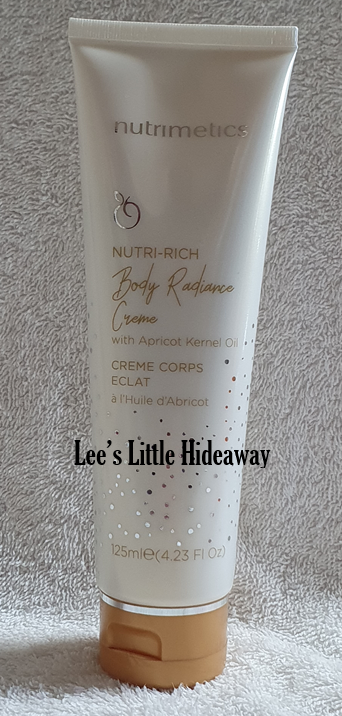 nutrimetics
NUTRI-RICH
Body Radiance
Creme
with Apricot Kernel Oil
CREME CORPS
ECLAT
à l'Huile d'Abricot
Lee's Little Hideaway
125ml℮(4.23 Fl Oz)